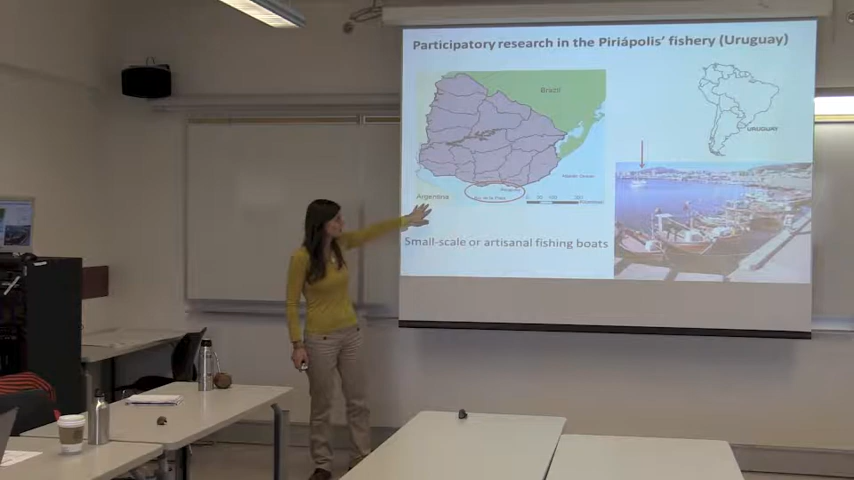 Participatory research in the Piriápolis' fishery (Uruguay)
Brazil
URUGUAY
Argentina
Small-scale or artisanal fishing boats